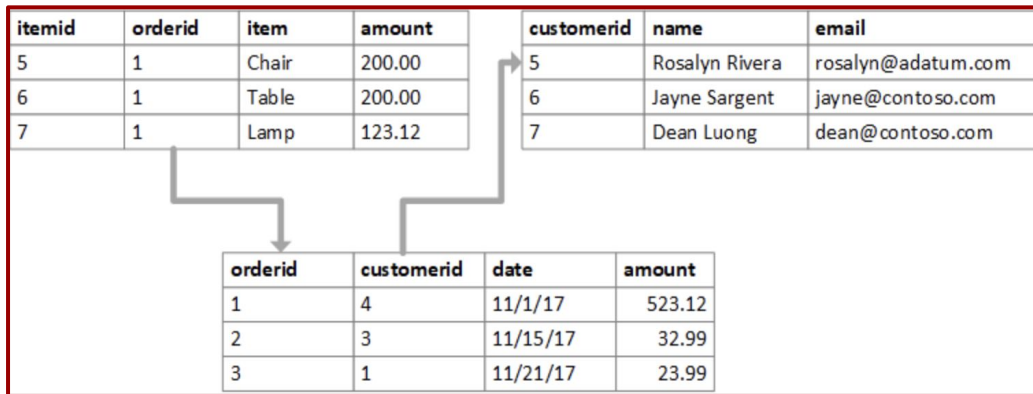 itemid orderid item amount
5 1 Chair 200.00
6 1 Table 200.00
7 1 Lamp 123.12
customerid name email
5 Rosalyn Rivera rosalyn@adatum.com
6 Jayne Sargent jayne@contoso.com
7 Dean Luong dean@contoso.com
orderid customerid date amount
1 4 11/1/17 523.12
2 3 11/15/17 32.99
3 1 11/21/17 23.99